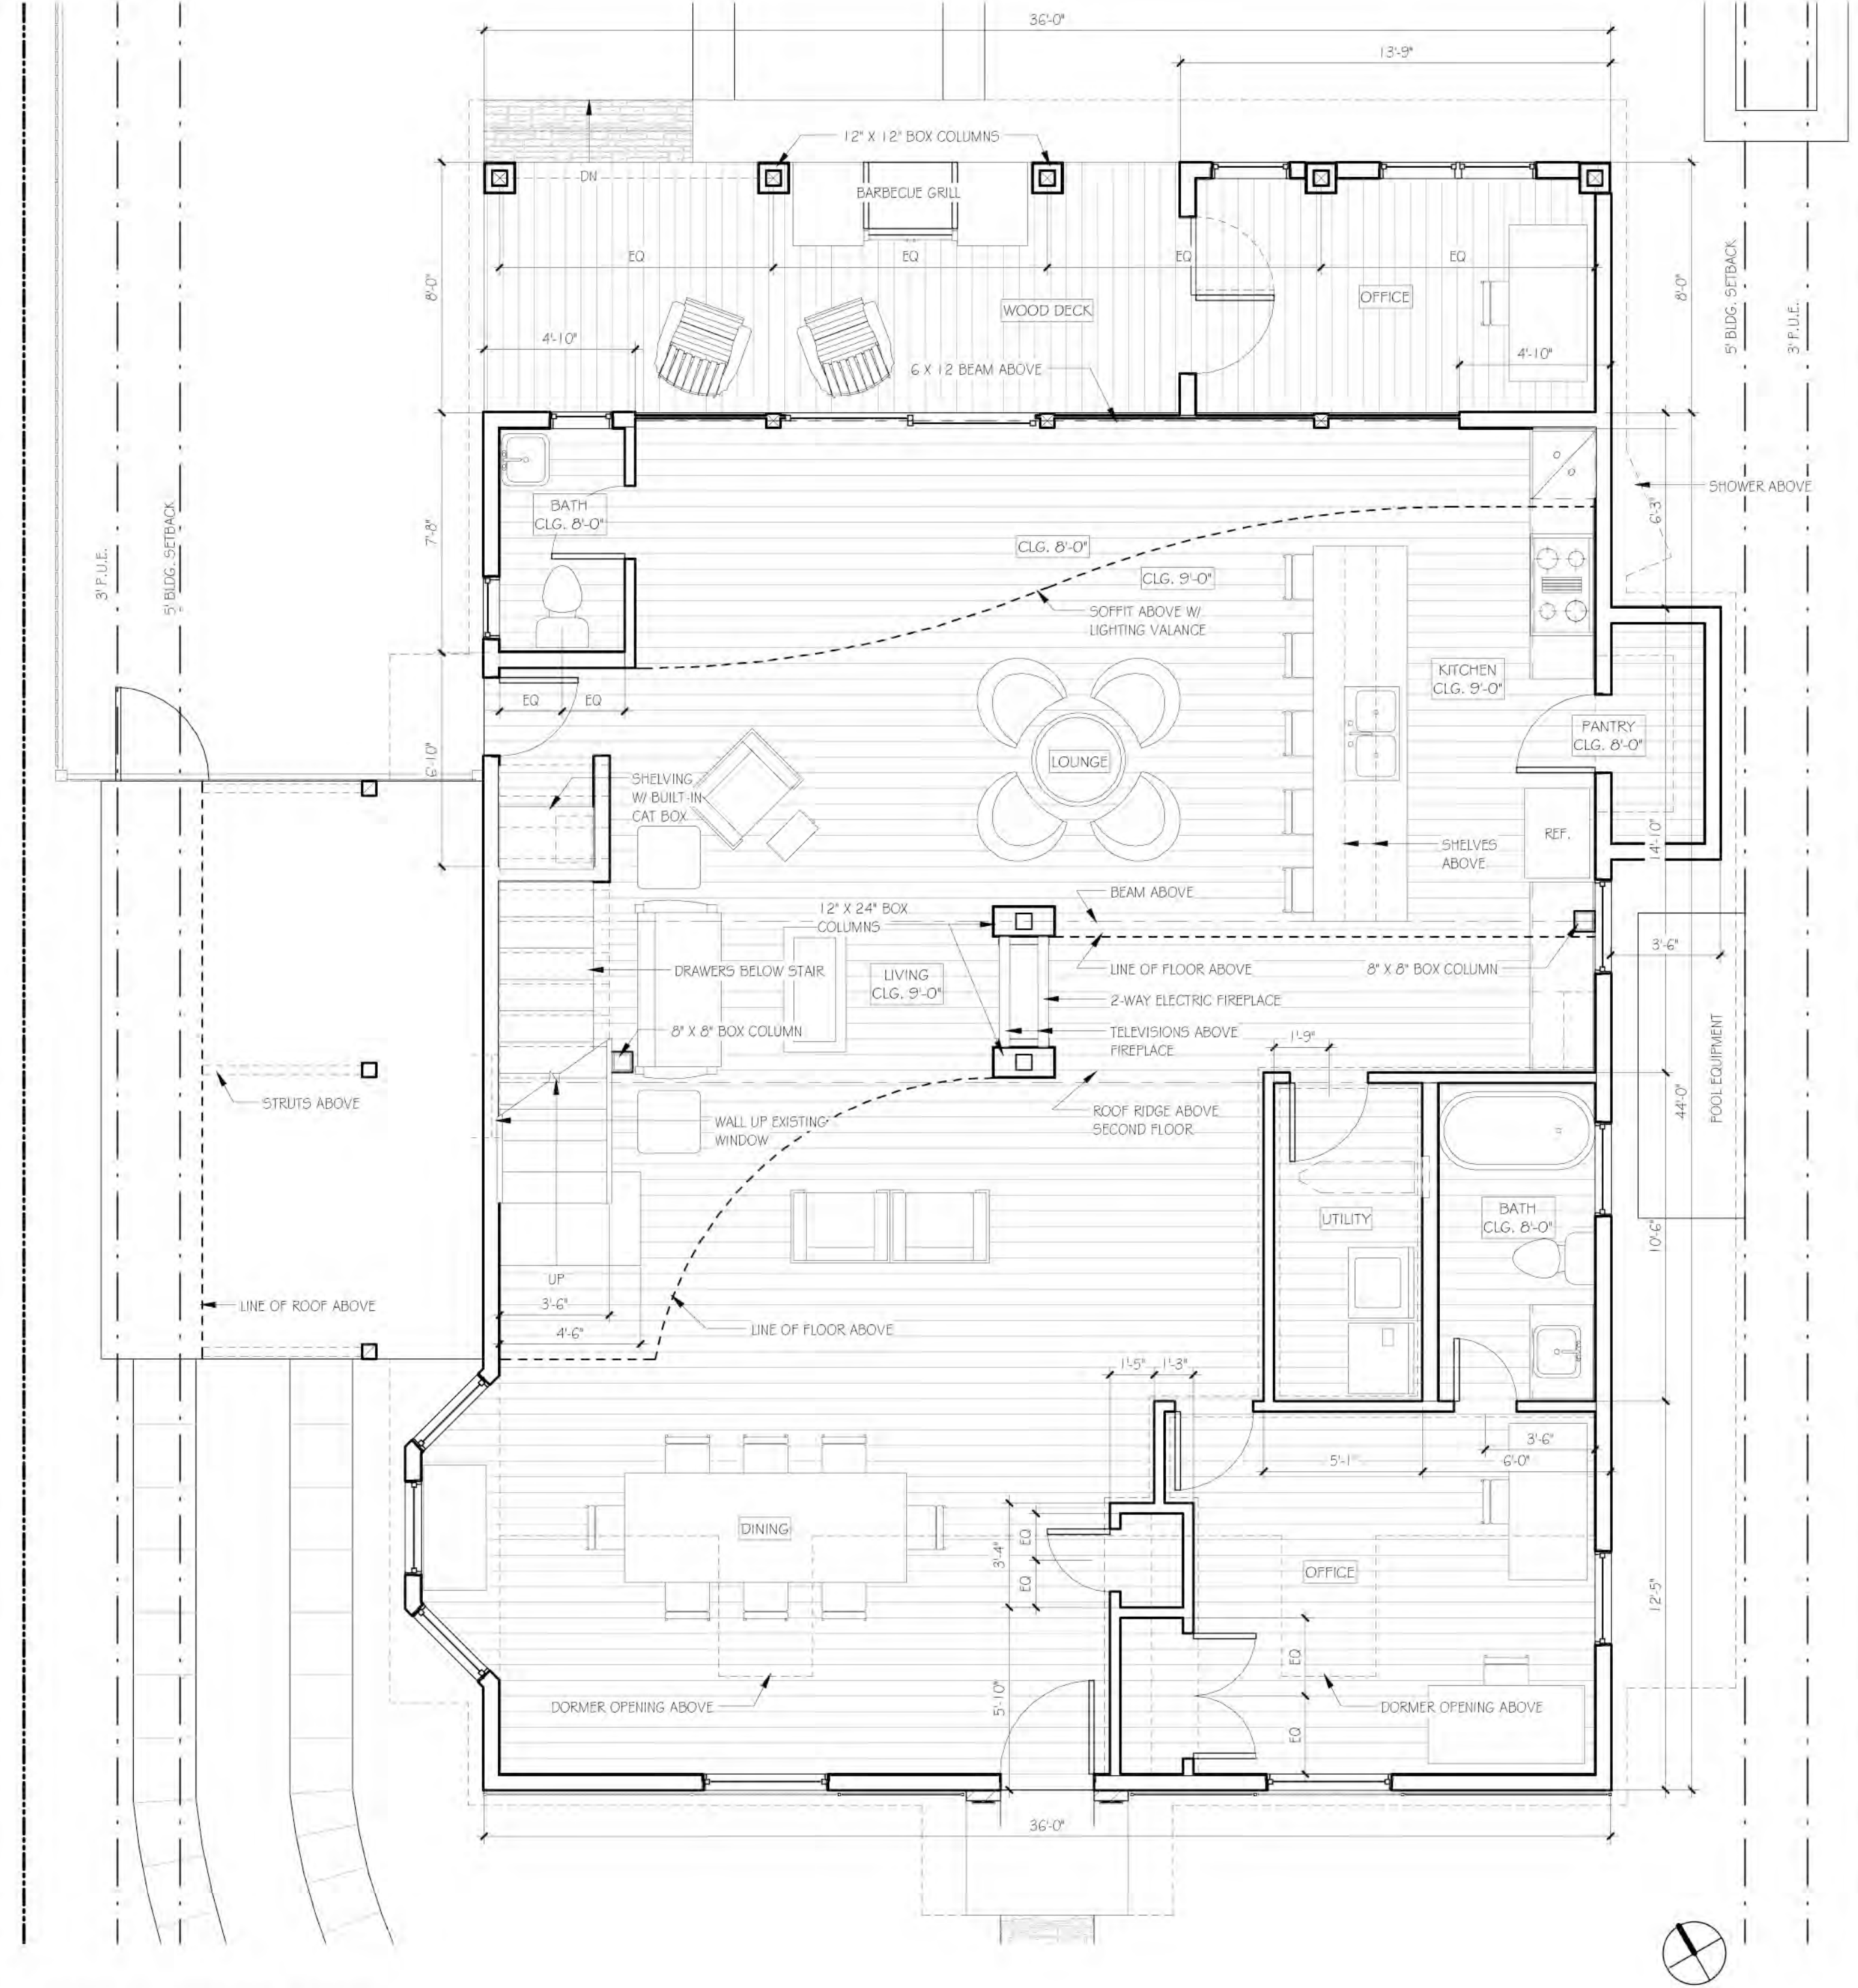 36'-0"
13'-9"
12" X 12" BOX COLUMNS
DN
BARBECUE GRILL
EQ
EQ
EQ
EQ
8'-0"
WOOD DECK
OFFICE
8'-0"
5' BLDG. SETBACK
3' P.U.E.
4'-10"
4'-10"
6 X 12 BEAM ABOVE
SHOWER ABOVE
BATH
CLG. 8'-0"
7'-8"
6'-3"
5' BLDG. SETBACK
3' P.U.E.
CLG. 8'-0"
CLG. 9'-0"
SOFFIT ABOVE W/
LIGHTING VALANCE
KITCHEN
CLG. 9'-0"
EQ
EQ
PANTRY
CLG. 8'-0"
6'-10"
LOUNGE
SHELVING
W/ BUILT-IN
CAT BOX
REF.
14'-10"
SHELVES
ABOVE
BEAM ABOVE
12" X 24" BOX
COLUMNS
3'-6"
DRAWERS BELOW STAIR
LIVING
CLG. 9'-0"
LINE OF FLOOR ABOVE
8" X 8" BOX COLUMN
2-WAY ELECTRIC FIREPLACE
8" X 8" BOX COLUMN
TELEVISIONS ABOVE
FIREPLACE
1'-9"
POOL EQUIPMENT
STRUTS ABOVE
WALL UP EXISTING
WINDOW
ROOF RIDGE ABOVE
SECOND FLOOR
44'-0"
UTILITY
BATH
CLG. 8'-0"
10'-6"
UP
3'-6"
LINE OF ROOF ABOVE
4'-6"
LINE OF FLOOR ABOVE
1'-5"
1'-3"
3'-6"
5'-1"
6'-0"
DINING
3'-4"
EQ
EQ
OFFICE
12'-5"
EQ
EQ
5'-10"
DORMER OPENING ABOVE
DORMER OPENING ABOVE
36'-0"